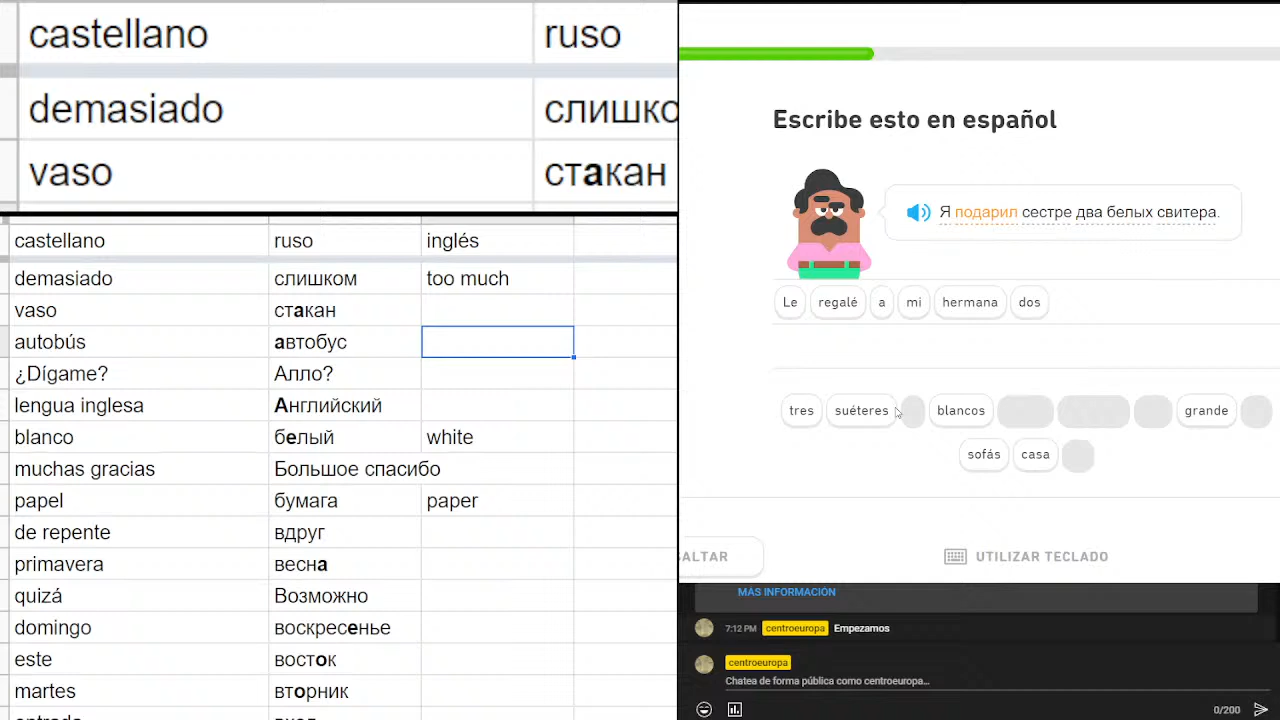 castellano ruso
demasiado слишко
vaso стакан
castellano ruso inglés
demasiado слишком too much
vaso стакан
autobús автобус
¿Dígame? Алло?
lengua inglesa Английский
blanco белый white
muchas gracias Большое спасибо
papel бумага paper
de repente вдруг
primavera весна
quizá Возможно
domingo воскресенье
este восток
martes вторник
Escribe esto en español
Я подарил сестре два белых свитера.
Le regalé a mi hermana dos
tres suéteres blancos grande
sofás casa
SALTAR UTILIZAR TECLADO
MÁS INFORMACIÓN
7:12 PM centroeuropa Empezamos
centroeuropa
Chatea de forma pública como centroeuropa...
0/200